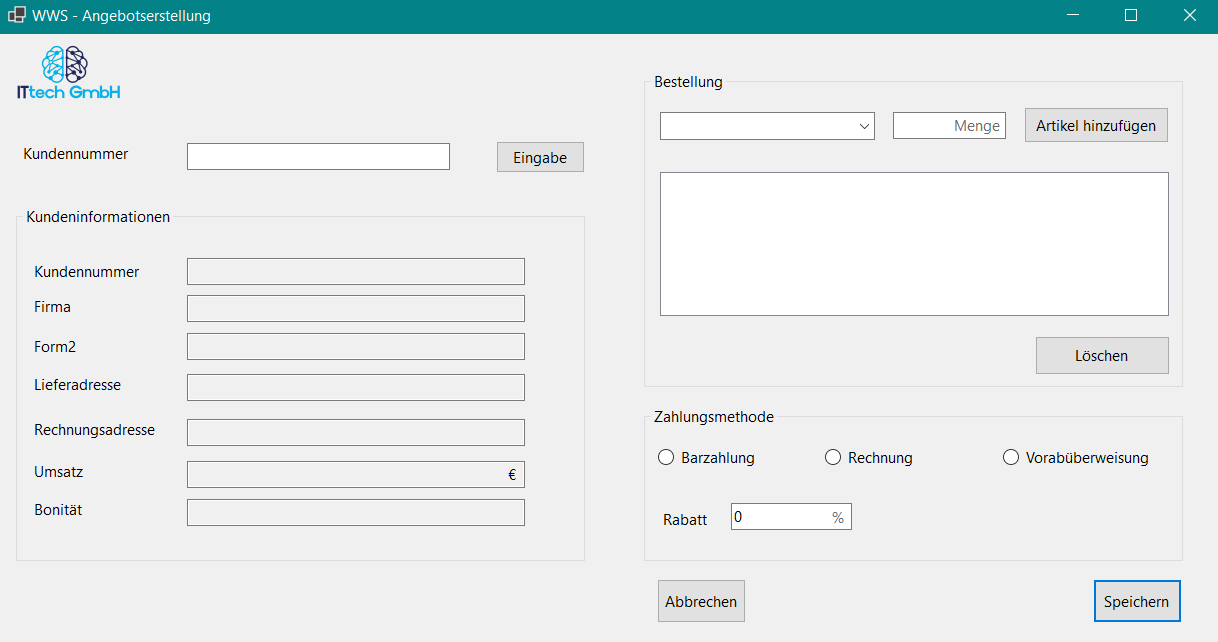 WWS - Angebotserstellung
ITtech GmbH
Kundennummer
Eingabe
Kundeninformationen
Kundennummer
Firma
Form2
Lieferadresse
Rechnungsadresse
Umsatz €
Bonität
Bestellung
Menge Artikel hinzufügen
Löschen
Zahlungsmethode
Barzahlung Rechnung Vorabüberweisung
Rabatt 0 %
Abbrechen Speichern